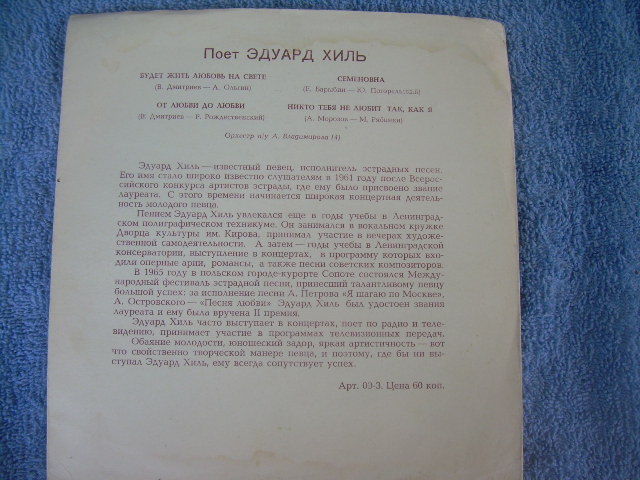 Поет ЭДУАРД ХИЛЬ
БУДЕТ ЖИТЬ ЛЮБОВЬ НА СВЕТЕ
(В. Дмитриев — А. Ольгин)
СЕМЕНОВНА
(Е. Барыбин — Ю. Погорельский)
ОТ ЛЮБВИ ДО ЛЮБВИ
(В. Дмитриев — Р. Рождественский)
НИКТО ТЕБЯ НЕ ЛЮБИТ ТАК, КАК Я
(А. Морозов — М. Рябинин)
Оркестр п/у А. Владимирова (4)
Эдуард Хиль — известный певец, исполнитель эстрадных песен.
Его имя стало широко известно слушателям в 1961 году после Всерос-
сийского конкурса артистов эстрады, где ему было присвоено звание
лауреата. С этого времени начинается широкая концертная деятель-
ность молодого певца.
Пением Эдуард Хиль увлекался еще в годы учебы в Ленинград-
ском полиграфическом техникуме. Он занимался в вокальном кружке
Дворца культуры им. Кирова, принимал участие в вечерах художе-
ственной самодеятельности. А затем — годы учебы в Ленинградской
консерватории, выступление в концертах, в программу которых вхо-
дили оперные арии, романсы, а также песни советских композиторов.
В 1965 году в польском городе-курорте Сопоте состоялся Между-
народный фестиваль эстрадной песни, принесший талантливому певцу
большой успех: за исполнение песни А. Петрова «Я шагаю по Москве»,
А. Островского — «Песня любви» Эдуард Хиль был удостоен звания
лауреата и ему была вручена II премия.
Эдуард Хиль часто выступает в концертах, поет по радио и теле-
видению, принимает участие в программах телевизионных передач.
Обаяние молодости, юношеский задор, яркая артистичность — вот
что свойственно творческой манере певца, и поэтому, где бы ни вы-
ступал Эдуард Хиль, ему всегда сопутствует успех.
Арт. 09-3. Цена 60 коп.